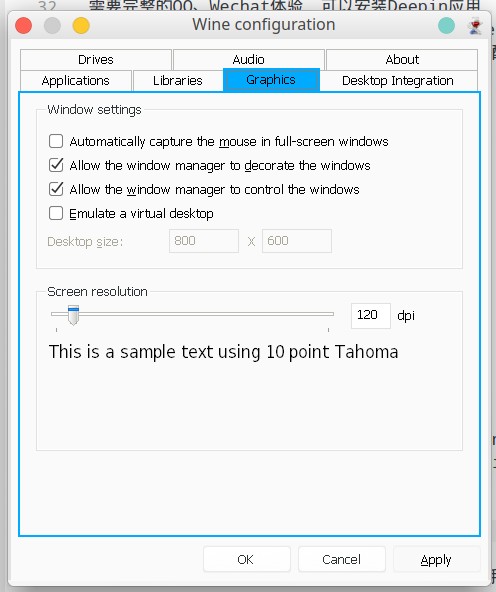 32 需要完整的QQ、Wechat体验，可以安装Deepin应用
Wine configuration
Drives Audio About
Applications Libraries Graphics Desktop Integration
Window settings
Automatically capture the mouse in full-screen windows
Allow the window manager to decorate the windows
Allow the window manager to control the windows
Emulate a virtual desktop
Desktop size: 800 X 600
Screen resolution
120 dpi
This is a sample text using 10 point Tahoma
OK Cancel Apply